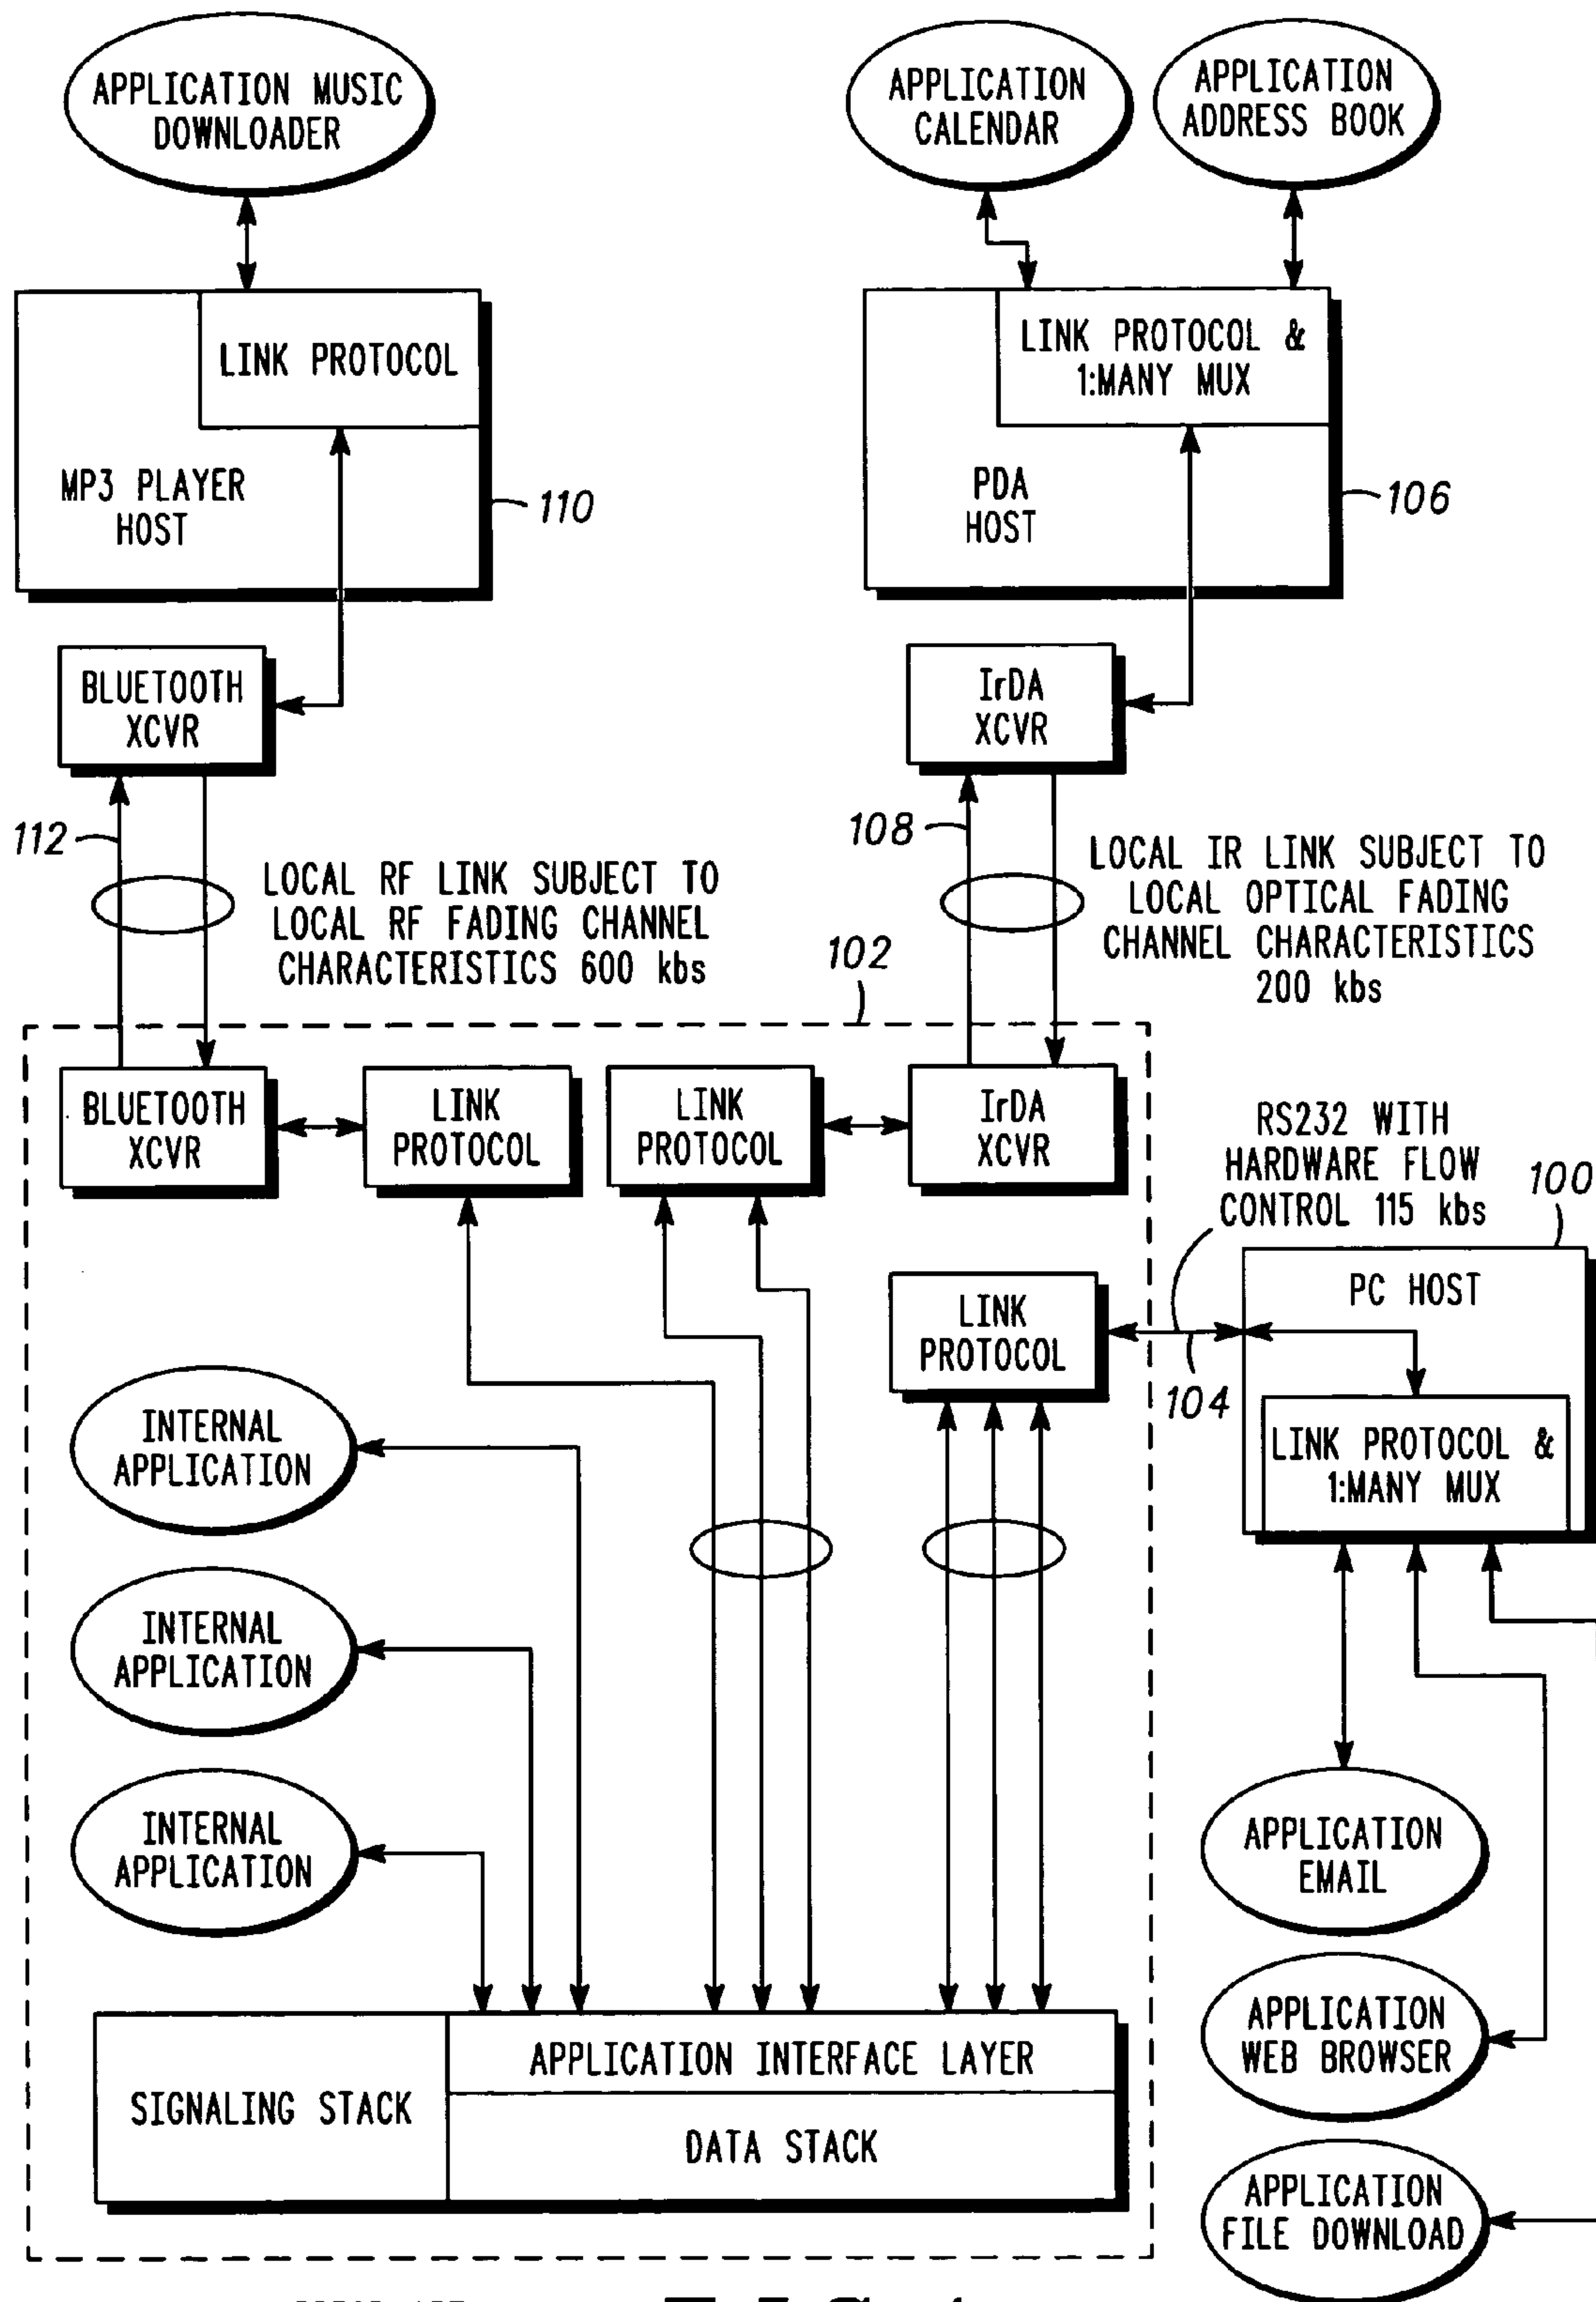 APPLICATION MUSIC
DOWNLOADER
APPLICATION
CALENDAR
APPLICATION
ADDRESS BOOK
LINK PROTOCOL
MP3 PLAYER
HOST
110
LINK PROTOCOL &
1:MANY MUX
PDA
HOST
106
BLUETOOTH
XCVR
IrDA
XCVR
112
LOCAL RF LINK SUBJECT TO
LOCAL RF FADING CHANNEL
CHARACTERISTICS 600 kbs
108
LOCAL IR LINK SUBJECT TO
LOCAL OPTICAL FADING
CHANNEL CHARACTERISTICS
200 kbs
102
BLUETOOTH
XCVR
LINK
PROTOCOL
LINK
PROTOCOL
IrDA
XCVR
RS232 WITH
HARDWARE FLOW
CONTROL 115 kbs
100
PC HOST
LINK
PROTOCOL
104
LINK PROTOCOL &
1:MANY MUX
INTERNAL
APPLICATION
INTERNAL
APPLICATION
INTERNAL
APPLICATION
APPLICATION
EMAIL
APPLICATION
WEB BROWSER
APPLICATION
FILE DOWNLOAD
SIGNALING STACK
APPLICATION INTERFACE LAYER
DATA STACK